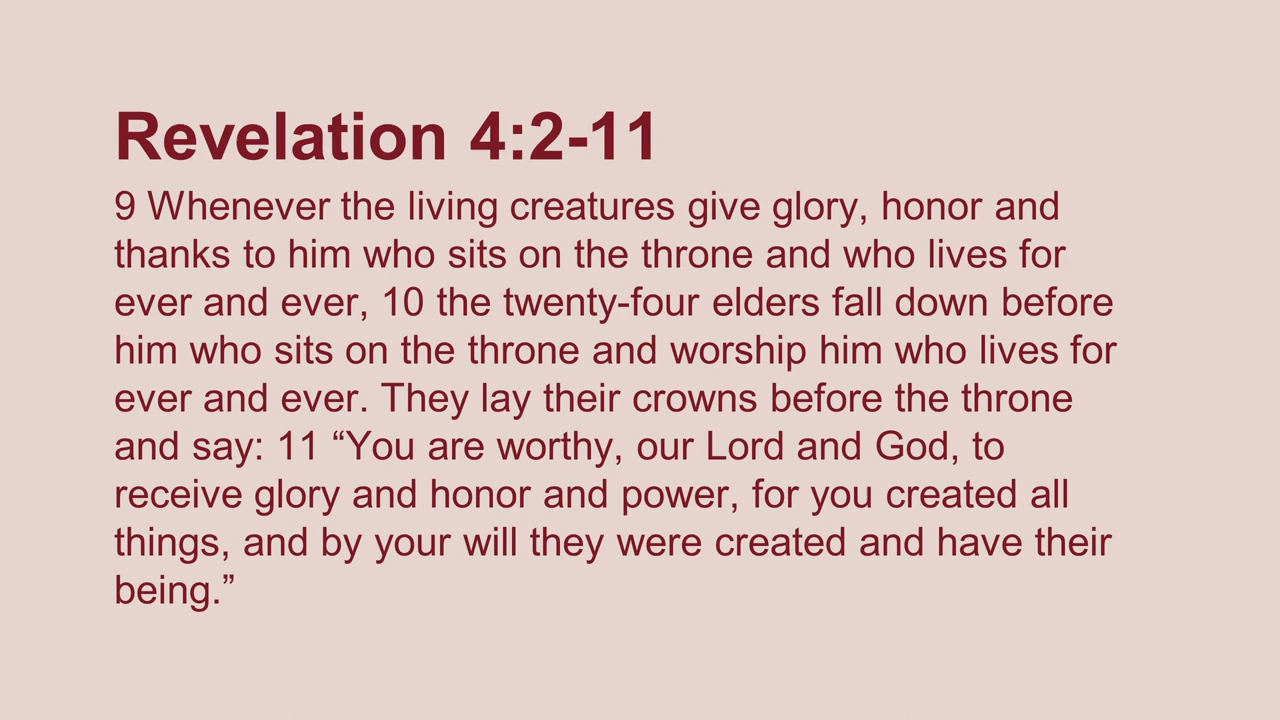 Revelation 4:2-11
9 Whenever the living creatures give glory, honor and
thanks to him who sits on the throne and who lives for
ever and ever, 10 the twenty-four elders fall down before
him who sits on the throne and worship him who lives for
ever and ever. They lay their crowns before the throne
and say: 11 “You are worthy, our Lord and God, to
receive glory and honor and power, for you created all
things, and by your will they were created and have their
being.”